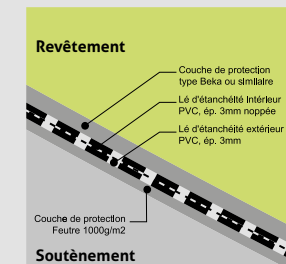 Revêtement
Couche de protection
type Beka ou simllaire
Lé d'étanchéité Intérieur
PVC, ép. 3mm noppée
Lé d'étanchéité extérieur
PVC, ép. 3mm
Couche de protection
Feutre 1000g/m2
Soutènement